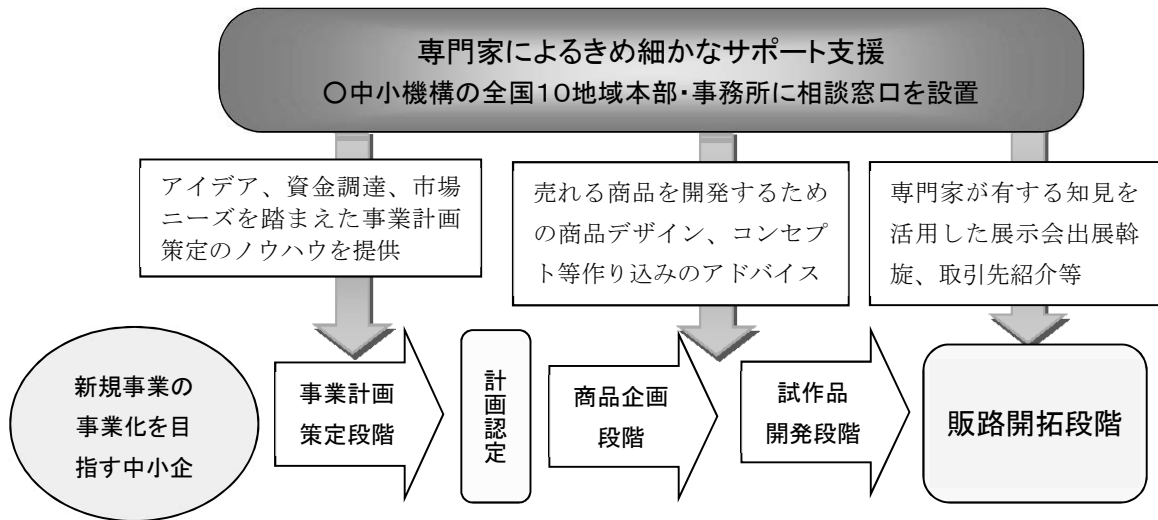 専門家によるきめ細かなサポート支援
○中小機構の全国10地域本部・事務所に相談窓口を設置
アイデア、資金調達、市場
ニーズを踏まえた事業計画
策定のノウハウを提供
売れる商品を開発するため
の商品デザイン、コンセプ
ト等作り込みのアドバイス
専門家が有する知見を
活用した展示会出展斡
旋、取引先紹介等
新規事業の
事業化を目
指す中小企
事業計画
策定段階
計画認定
商品企画
段階
試作品
開発段階
販路開拓段階